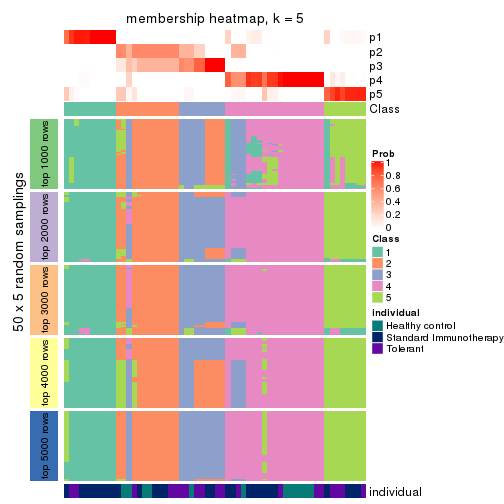 membership heatmap, k = 5
p1
p2
p3
p4
p5
Class
50 x 5 random samplings
top 1000 rows
top 2000 rows
top 3000 rows
top 4000 rows
top 5000 rows
individual
Prob
1
0.8
0.6
0.4
0.2
0
Class
1
2
3
4
5
individual
Healthy control
Standard Immunotherapy
Tolerant